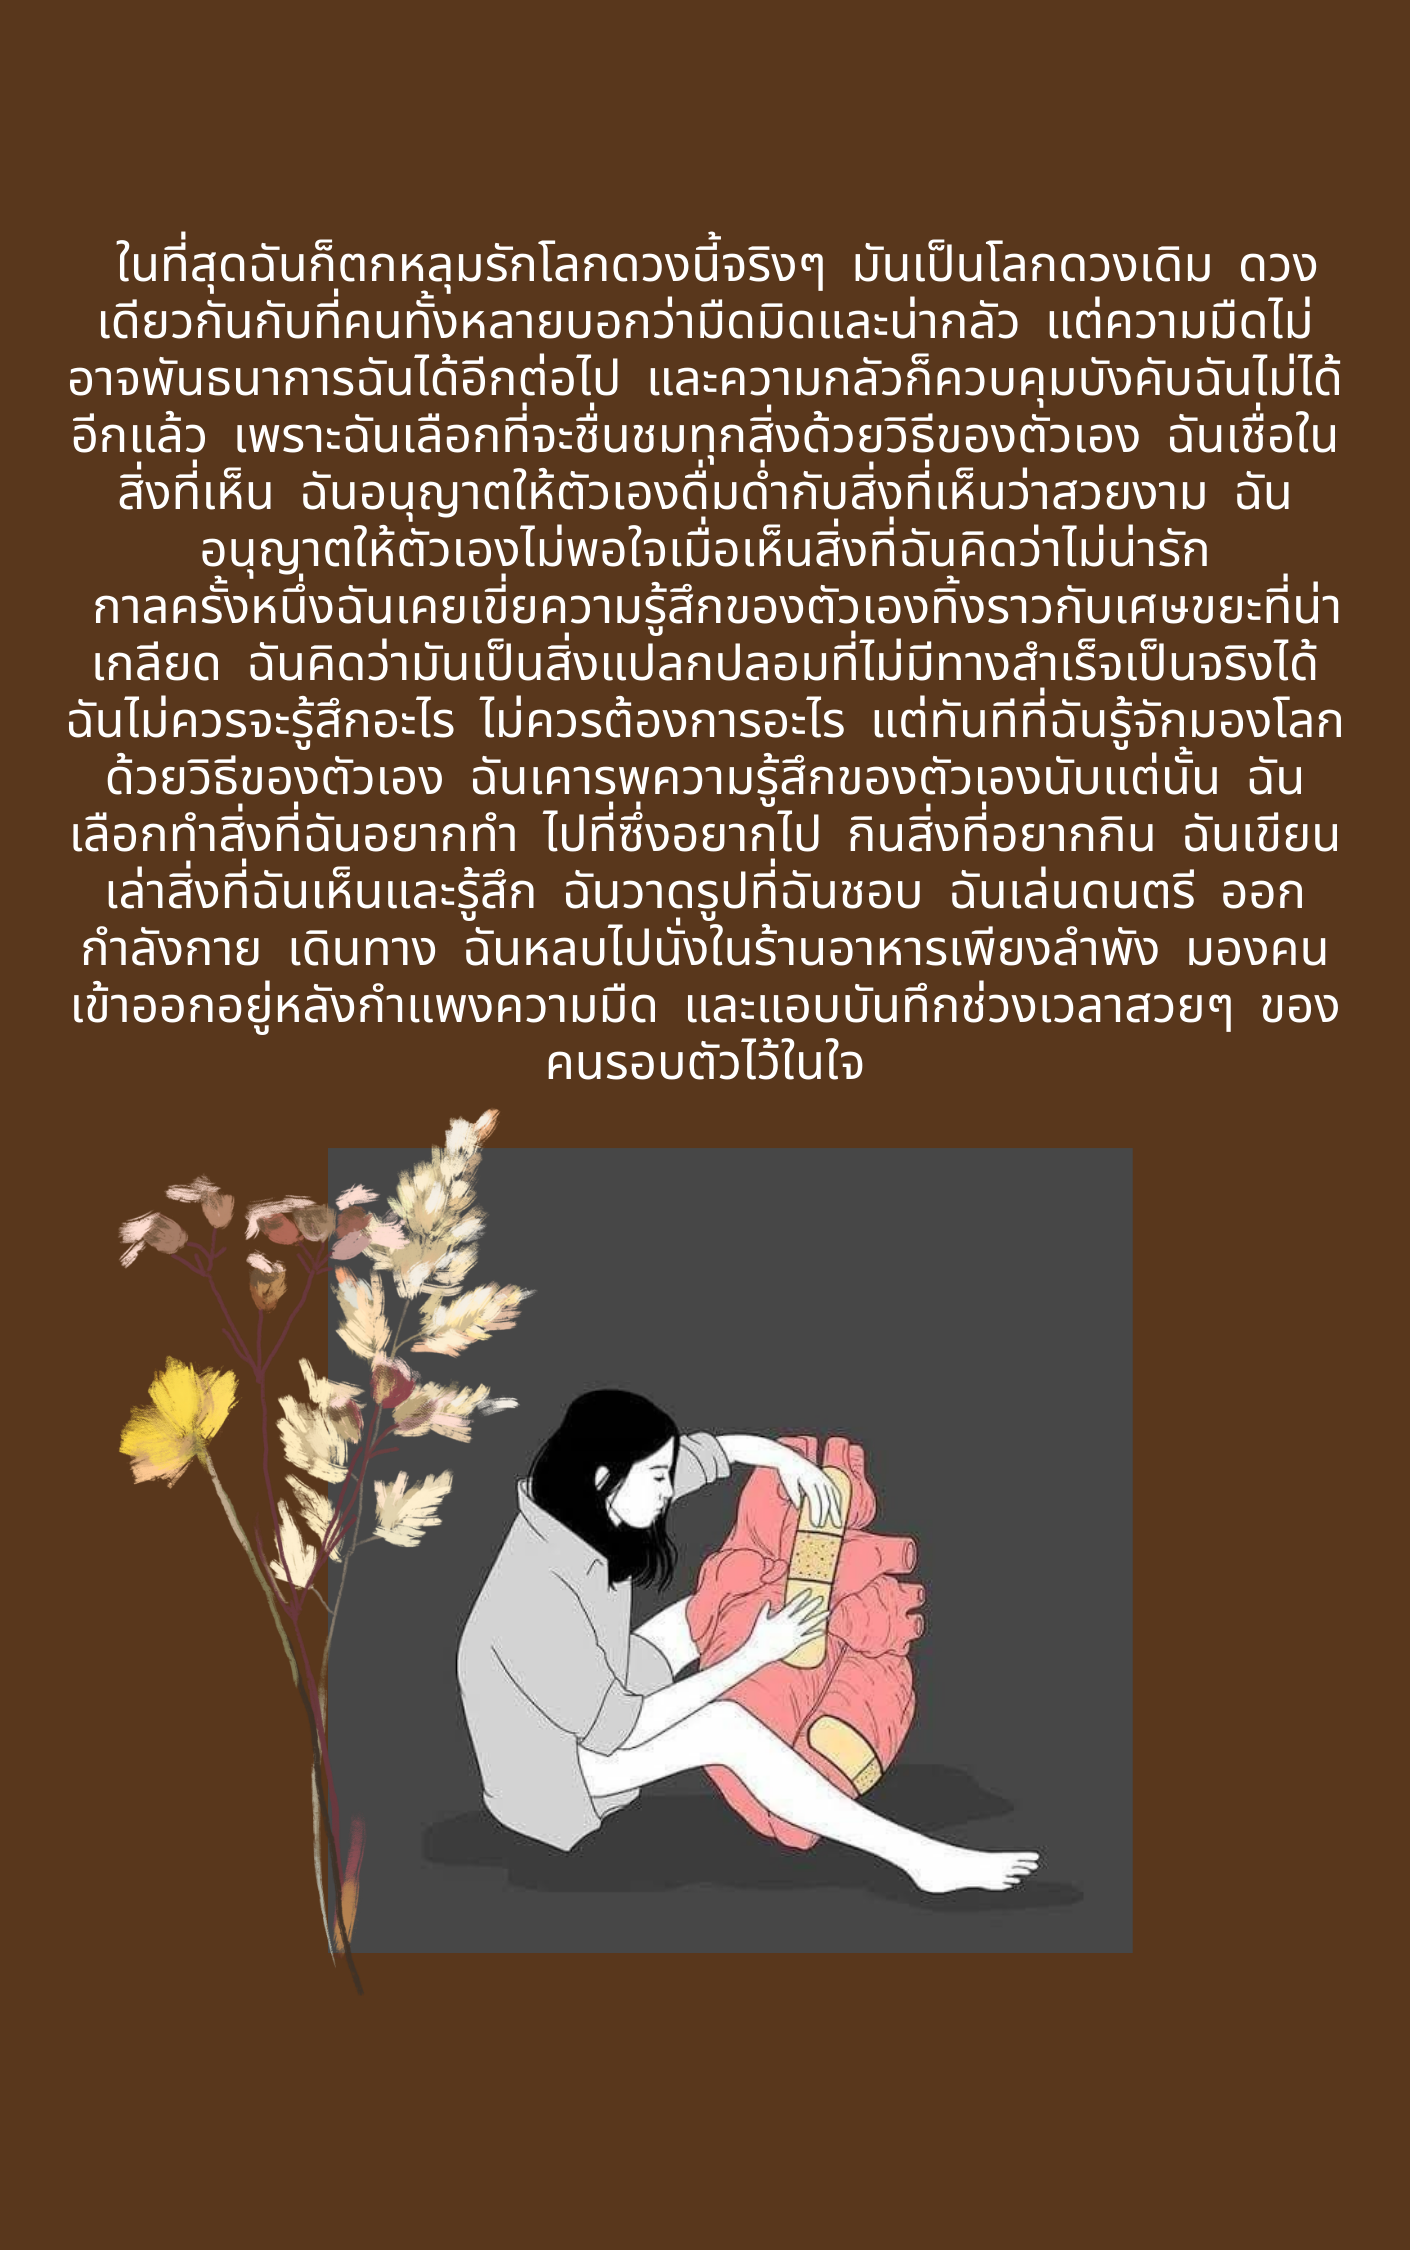 ในที่สุดฉันก็ตกหลุมรักโลกดวงนี้จริงๆ มันเป็นโลกดวงเดิม ดวง
เดียวกันกับที่คนทั้งหลายบอกว่ามืดมิดและน่ากลัว แต่ความมืดไม่
อาจพันธนาการฉันได้อีกต่อไป และความกลัวก็ควบคุมบังคับฉันไม่ได้
อีกแล้ว เพราะฉันเลือกที่จะชื่นชมทุกสิ่งด้วยวิธีของตัวเอง ฉันเชื่อใน
สิ่งที่เห็น ฉันอนุญาตให้ตัวเองดื่มด่ำกับสิ่งที่เห็นว่าสวยงาม ฉัน
อนุญาตให้ตัวเองไม่พอใจเมื่อเห็นสิ่งที่ฉันคิดว่าไม่น่ารัก
กาลครั้งหนึ่งฉันเคยเขี่ยความรู้สึกของตัวเองทิ้งราวกับเศษขยะที่น่า
เกลียด ฉันคิดว่ามันเป็นสิ่งแปลกปลอมที่ไม่มีทางสำเร็จเป็นจริงได้
ฉันไม่ควรจะรู้สึกอะไร ไม่ควรต้องการอะไร แต่ทันทีที่ฉันรู้จักมองโลก
ด้วยวิธีของตัวเอง ฉันเคารพความรู้สึกของตัวเองนับแต่นั้น ฉัน
เลือกทำสิ่งที่ฉันอยากทำ ไปที่ซึ่งอยากไป กินสิ่งที่อยากกิน ฉันเขียน
เล่าสิ่งที่ฉันเห็นและรู้สึก ฉันวาดรูปที่ฉันชอบ ฉันเล่นดนตรี ออก
กำลังกาย เดินทาง ฉันหลบไปนั่งในร้านอาหารเพียงลำพัง มองคน
เข้าออกอยู่หลังกำแพงความมืด และแอบบันทึกช่วงเวลาสวยๆ ของ
คนรอบตัวไว้ในใจ